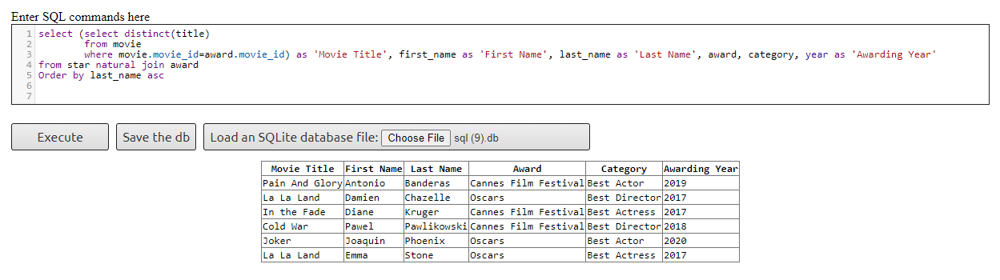 Enter SQL commands here
1 select (select distinct(title)
2 from movie
3 where movie.movie_id=award.movie_id) as 'Movie Title', first_name as 'First Name', last_name as 'Last Name', award, category, year as 'Awarding Year'
4 from star natural join award
5 Order by last_name asc
6
7
Execute Save the db Load an SQLite database file: Choose File sql (9).db
Movie Title First Name Last Name Award Category Awarding Year
Pain And Glory Antonio Banderas Cannes Film Festival Best Actor 2019
La La Land Damien Chazelle Oscars Best Director 2017
In the Fade Diane Kruger Cannes Film Festival Best Actress 2017
Cold War Pawel Pawlikowski Cannes Film Festival Best Director 2018
Joker Joaquin Phoenix Oscars Best Actor 2020
La La Land Emma Stone Oscars Best Actress 2017